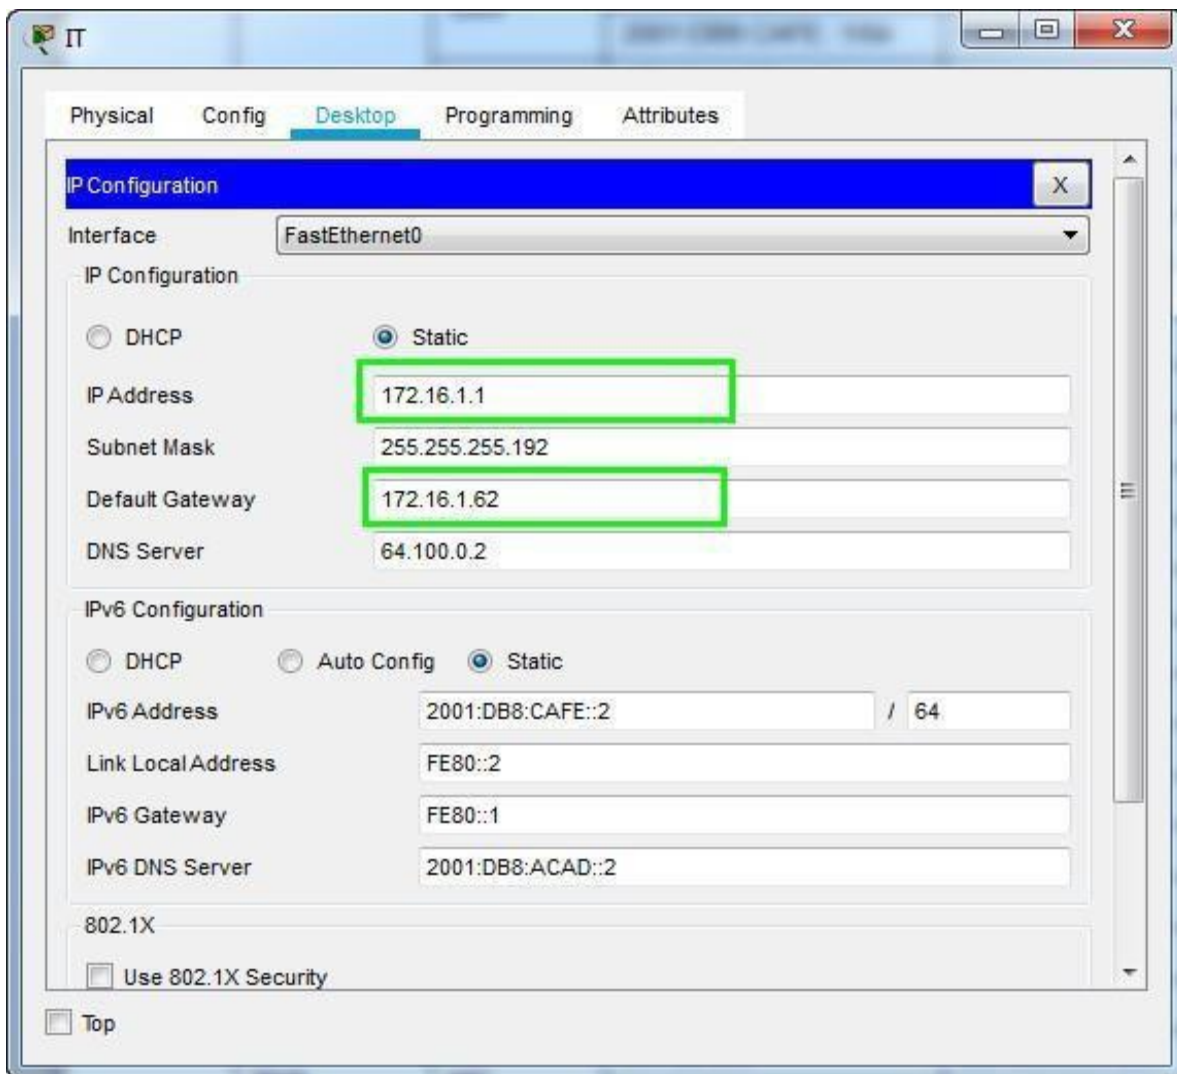 IT
Physical Config Desktop Programming Attributes
IP Configuration X
Interface FastEthernet0
IP Configuration
DHCP Static
IP Address 172.16.1.1
Subnet Mask 255.255.255.192
Default Gateway 172.16.1.62
DNS Server 64.100.0.2
IPv6 Configuration
DHCP Auto Config Static
IPv6 Address 2001:DB8:CAFE::2 / 64
Link Local Address FE80::2
IPv6 Gateway FE80::1
IPv6 DNS Server 2001:DB8:ACAD::2
802.1X
Use 802.1X Security
Top